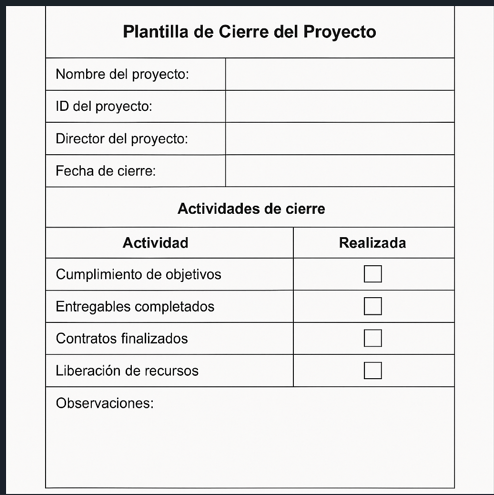 Plantilla de Cierre del Proyecto
Nombre del proyecto:
ID del proyecto:
Director del proyecto:
Fecha de cierre:
Actividades de cierre
Actividad Realizada
Cumplimiento de objetivos
Entregables completados
Contratos finalizados
Liberación de recursos
Observaciones: